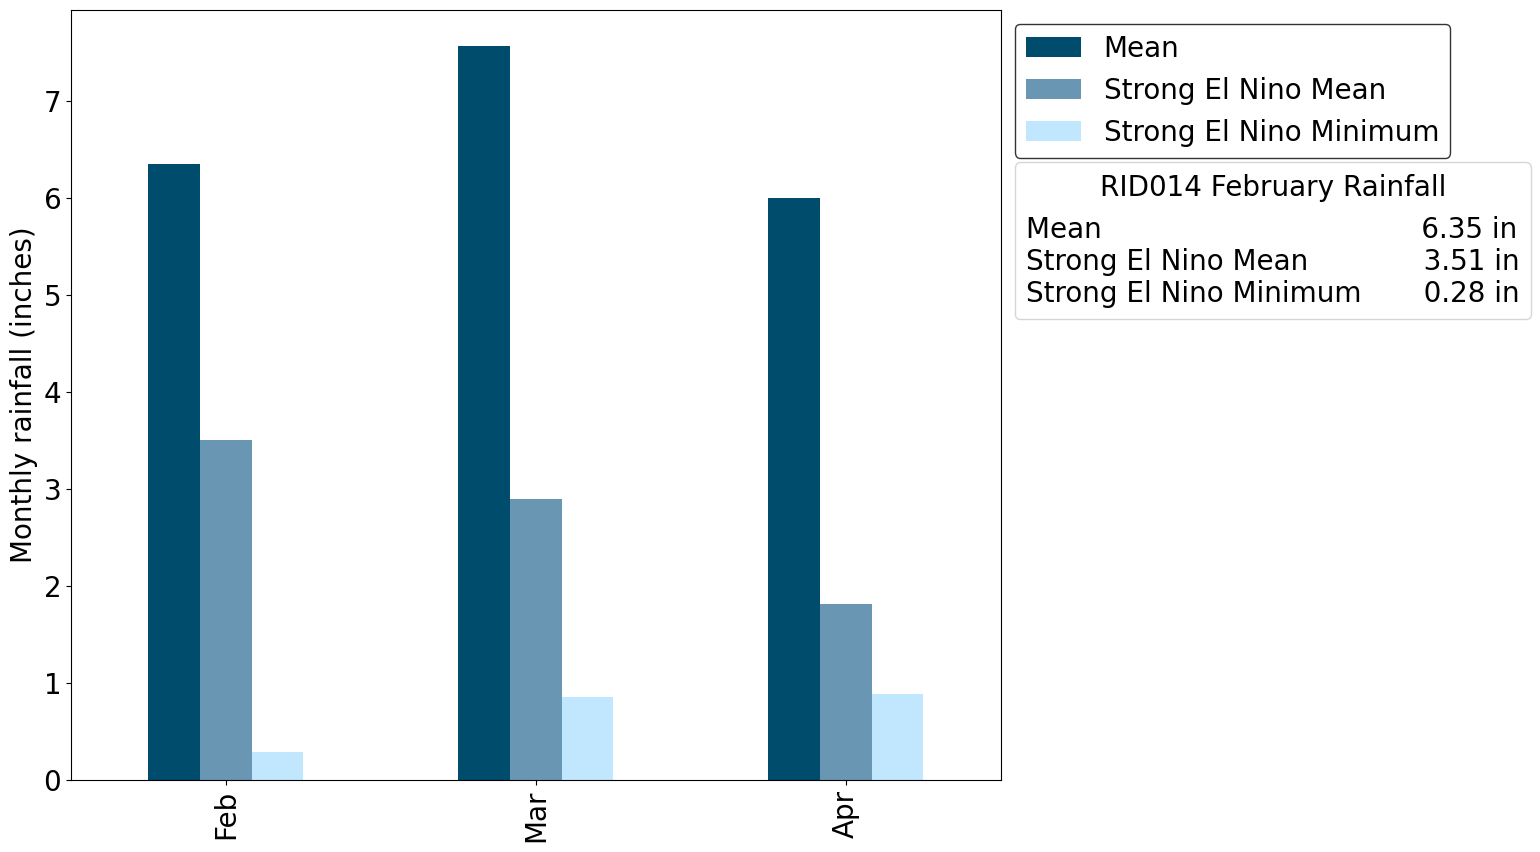 Monthly rainfall (inches)
7
6
5
4
3
2
1
0
Feb
Mar
Apr
Mean
Strong El Nino Mean
Strong El Nino Minimum
RID014 February Rainfall
Mean 6.35 in
Strong El Nino Mean 3.51 in
Strong El Nino Minimum 0.28 in